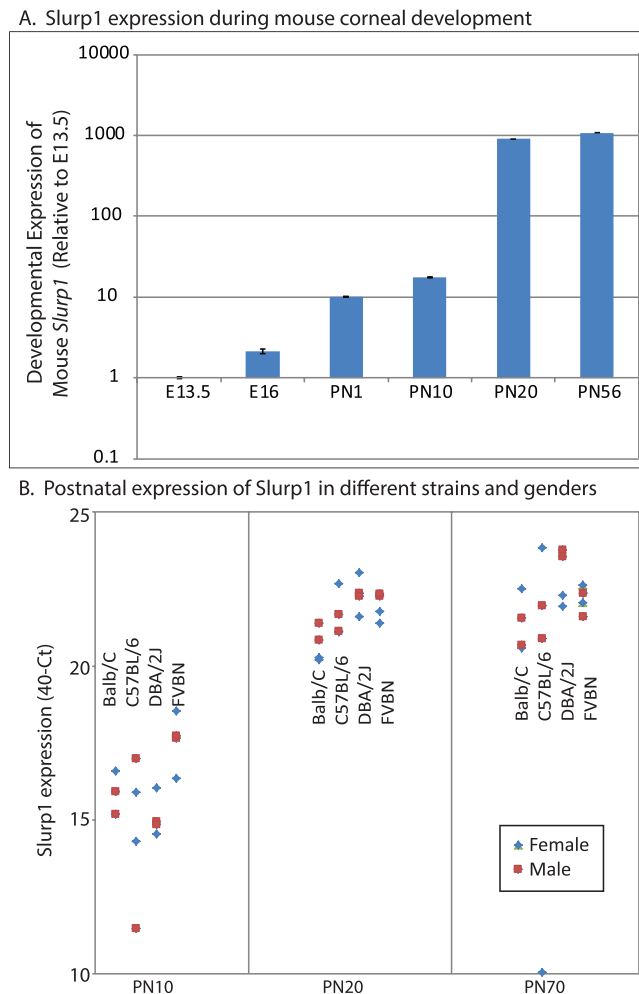 A. Slurp1 expression during mouse corneal development
Developmental Expression of
Mouse Slurp1 (Relative to E13.5)
10000
1000
100
10
1
0.1
E13.5 E16 PN1 PN10 PN20 PN56
B. Postnatal expression of Slurp1 in different strains and genders
Slurp1 expression (40-Ct)
25
20
15
10
Balb/C
C57BL/6
DBA/2J
FVBN
Balb/C
C57BL/6
DBA/2J
FVBN
Balb/C
C57BL/6
DBA/2J
FVBN
Female
Male
PN10 PN20 PN70